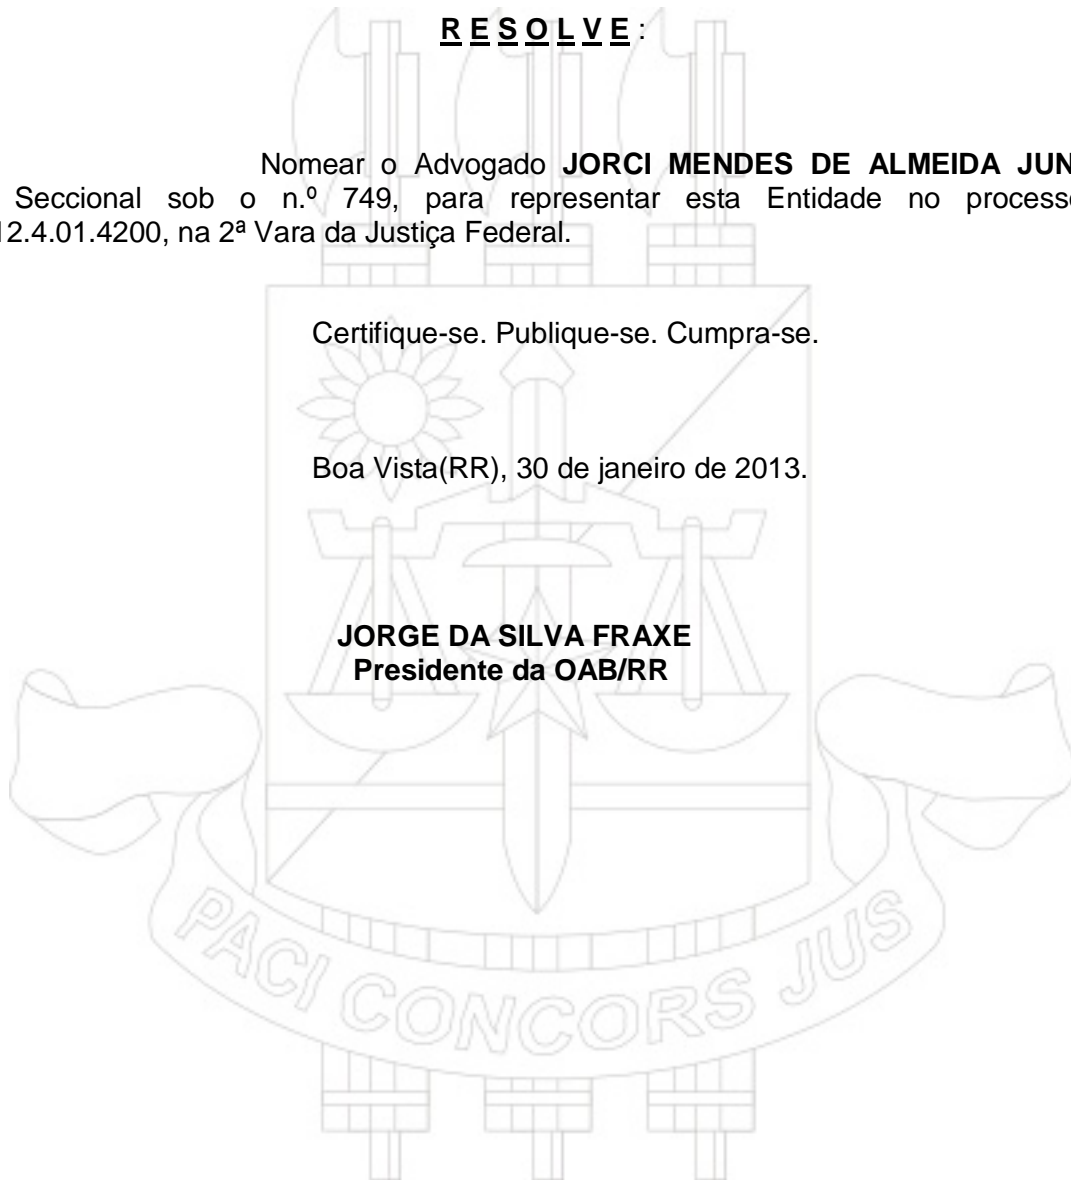 R E S O L V E :
Nomear o Advogado JORCI MENDES DE ALMEIDA JUN
Seccional sob o n.º 749, para representar esta Entidade no processo
12.4.01.4200, na 2ª Vara da Justiça Federal.
Certifique-se. Publique-se. Cumpra-se.
Boa Vista(RR), 30 de janeiro de 2013.
JORGE DA SILVA FRAXE
Presidente da OAB/RR
PACI CONCORS JUS